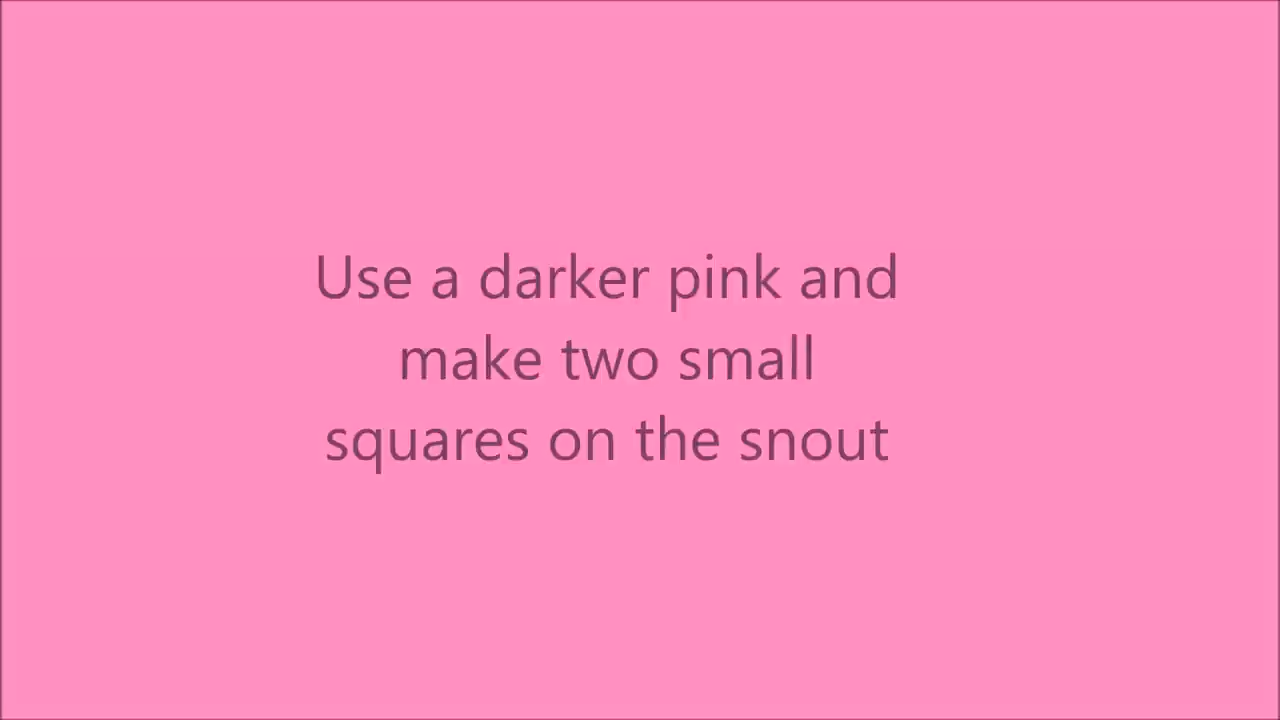 Use a darker pink and
make two small
squares on the snout